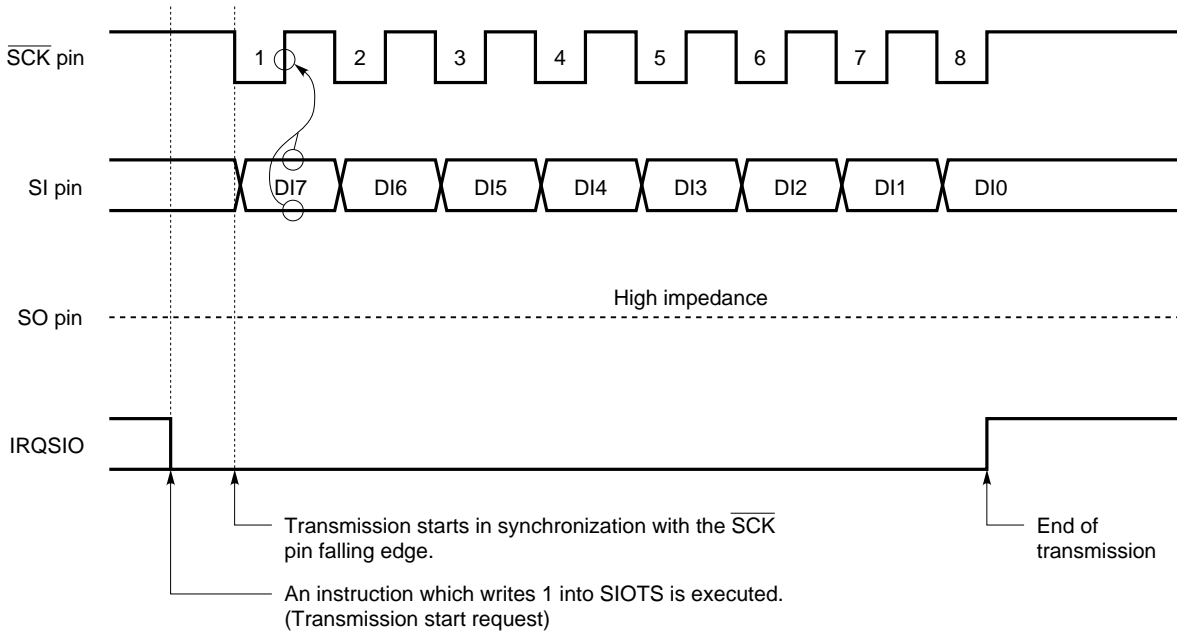 SCK pin
1 2 3 4 5 6 7 8
SI pin
DI7 DI6 DI5 DI4 DI3 DI2 DI1 DI0
High impedance
SO pin
IRQSIO
Transmission starts in synchronization with the SCK
pin falling edge.
End of
transmission
An instruction which writes 1 into SIOTS is executed.
(Transmission start request)